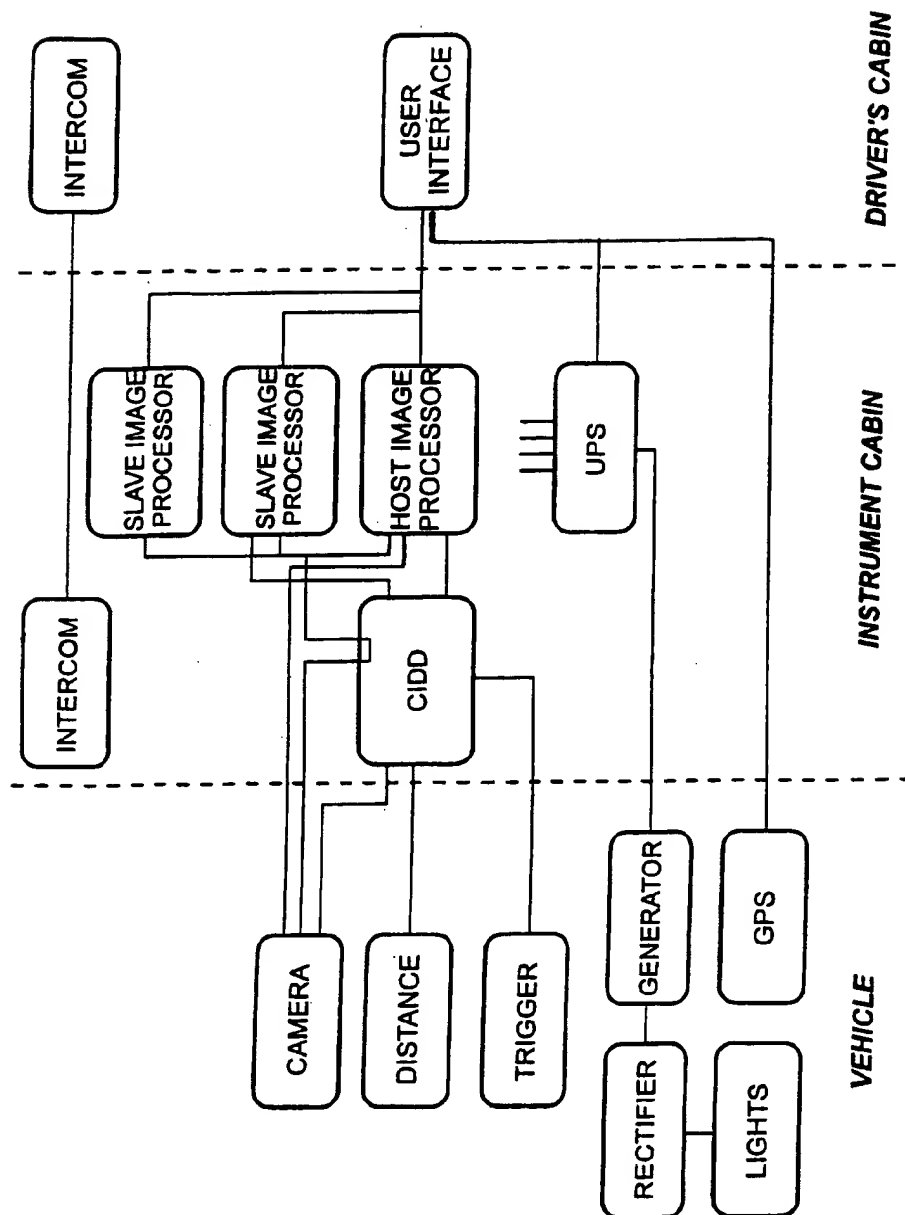 INTERCOM
INTERCOM
SLAVE IMAGE
PROCESSOR
SLAVE IMAGE
PROCESSOR
HOST IMAGE
PROCESSOR
USER
INTERFACE
CAMERA
CIDD
DISTANCE
TRIGGER
UPS
RECTIFIER
GENERATOR
LIGHTS
GPS
VEHICLE
INSTRUMENT CABIN
DRIVER'S CABIN